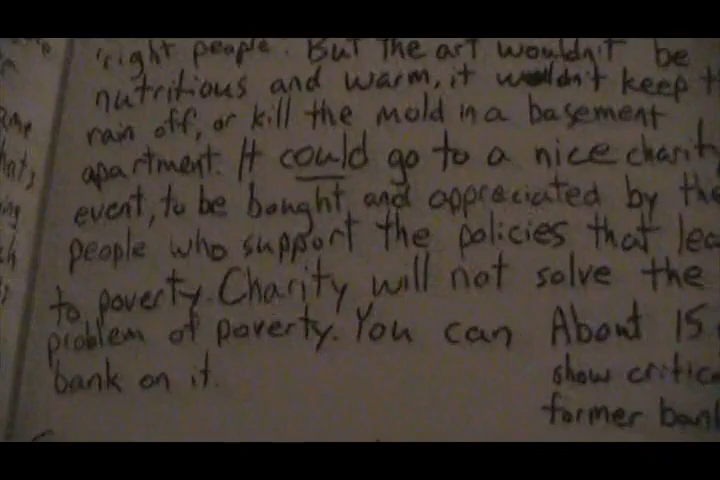 'right people. But the art wouldn't be
nutritious and warm, it wouldn't keep t
rain off, or kill the mold in a basement
apartment. It could go to a nice charity
event, to be bought and appreciated by the
people who support the policies that lea
to poverty. Charity will not solve the
problem of poverty. You can
bank on it.
About 15
show critica
former bank